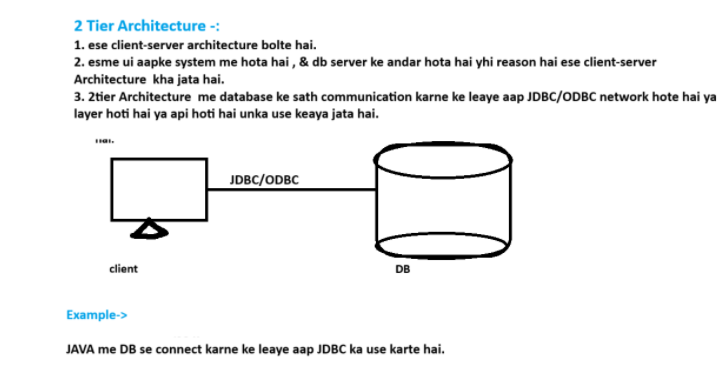 2 Tier Architecture -:
1. ese client-server architecture bolte hai.
2. esme ui aapke system me hota hai , & db server ke andar hota hai yhi reason hai ese client-server
Architecture kha jata hai.
3. 2tier Architecture me database ke sath communication karne ke leaye aap JDBC/ODBC network hote hai ya
layer hoti hai ya api hoti hai unka use keaya jata hai.
JDBC/ODBC
client
DB
Example->
JAVA me DB se connect karne ke leaye aap JDBC ka use karte hai.